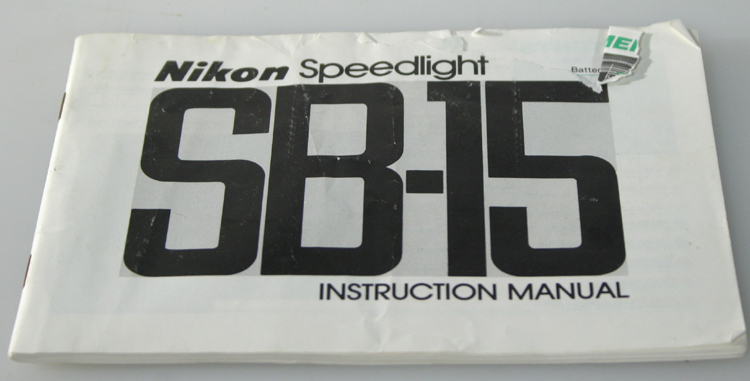 Nikon Speedlight
SB-15
INSTRUCTION MANUAL